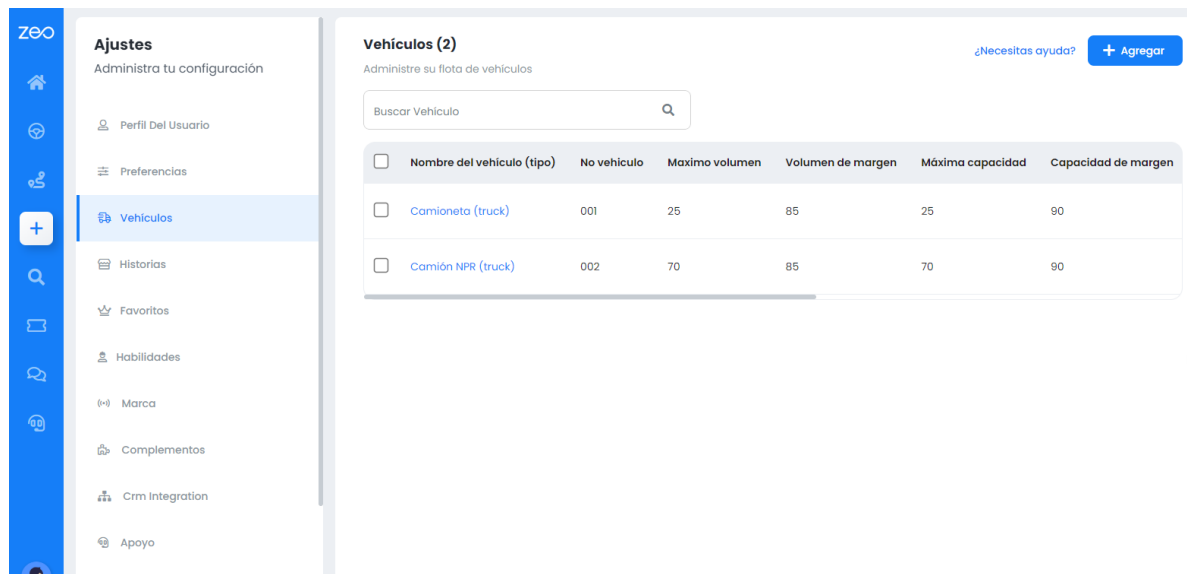 zeo
Ajustes
Administra tu configuración
Perfil Del Usuario
Preferencias
Vehículos
Historias
Favoritos
Habilidades
Marca
Complementos
Crm Integration
Apoyo
Vehículos (2)
Administre su flota de vehículos
¿Necesitas ayuda?
+ Agregar
Buscar Vehículo
Nombre del vehículo (tipo) No vehiculo Maximo volumen Volumen de margen Máxima capacidad Capacidad de margen
Camioneta (truck) 001 25 85 25 90
Camión NPR (truck) 002 70 85 70 90